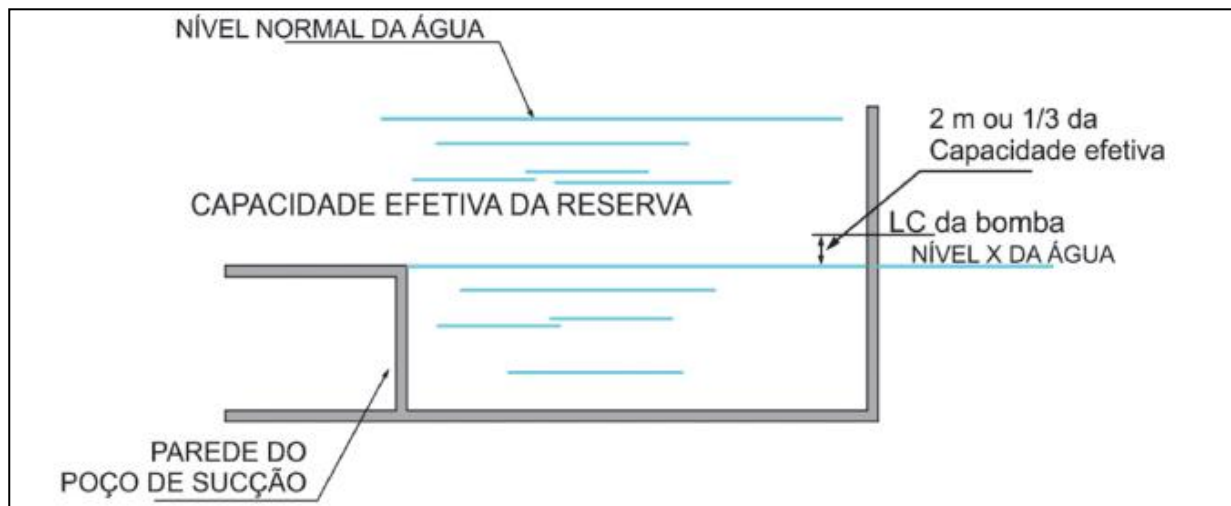 NÍVEL NORMAL DA ÁGUA
2 m ou 1/3 da
Capacidade efetiva
CAPACIDADE EFETIVA DA RESERVA
LC da bomba
NÍVEL X DA ÁGUA
PAREDE DO
POÇO DE SUCÇÃO